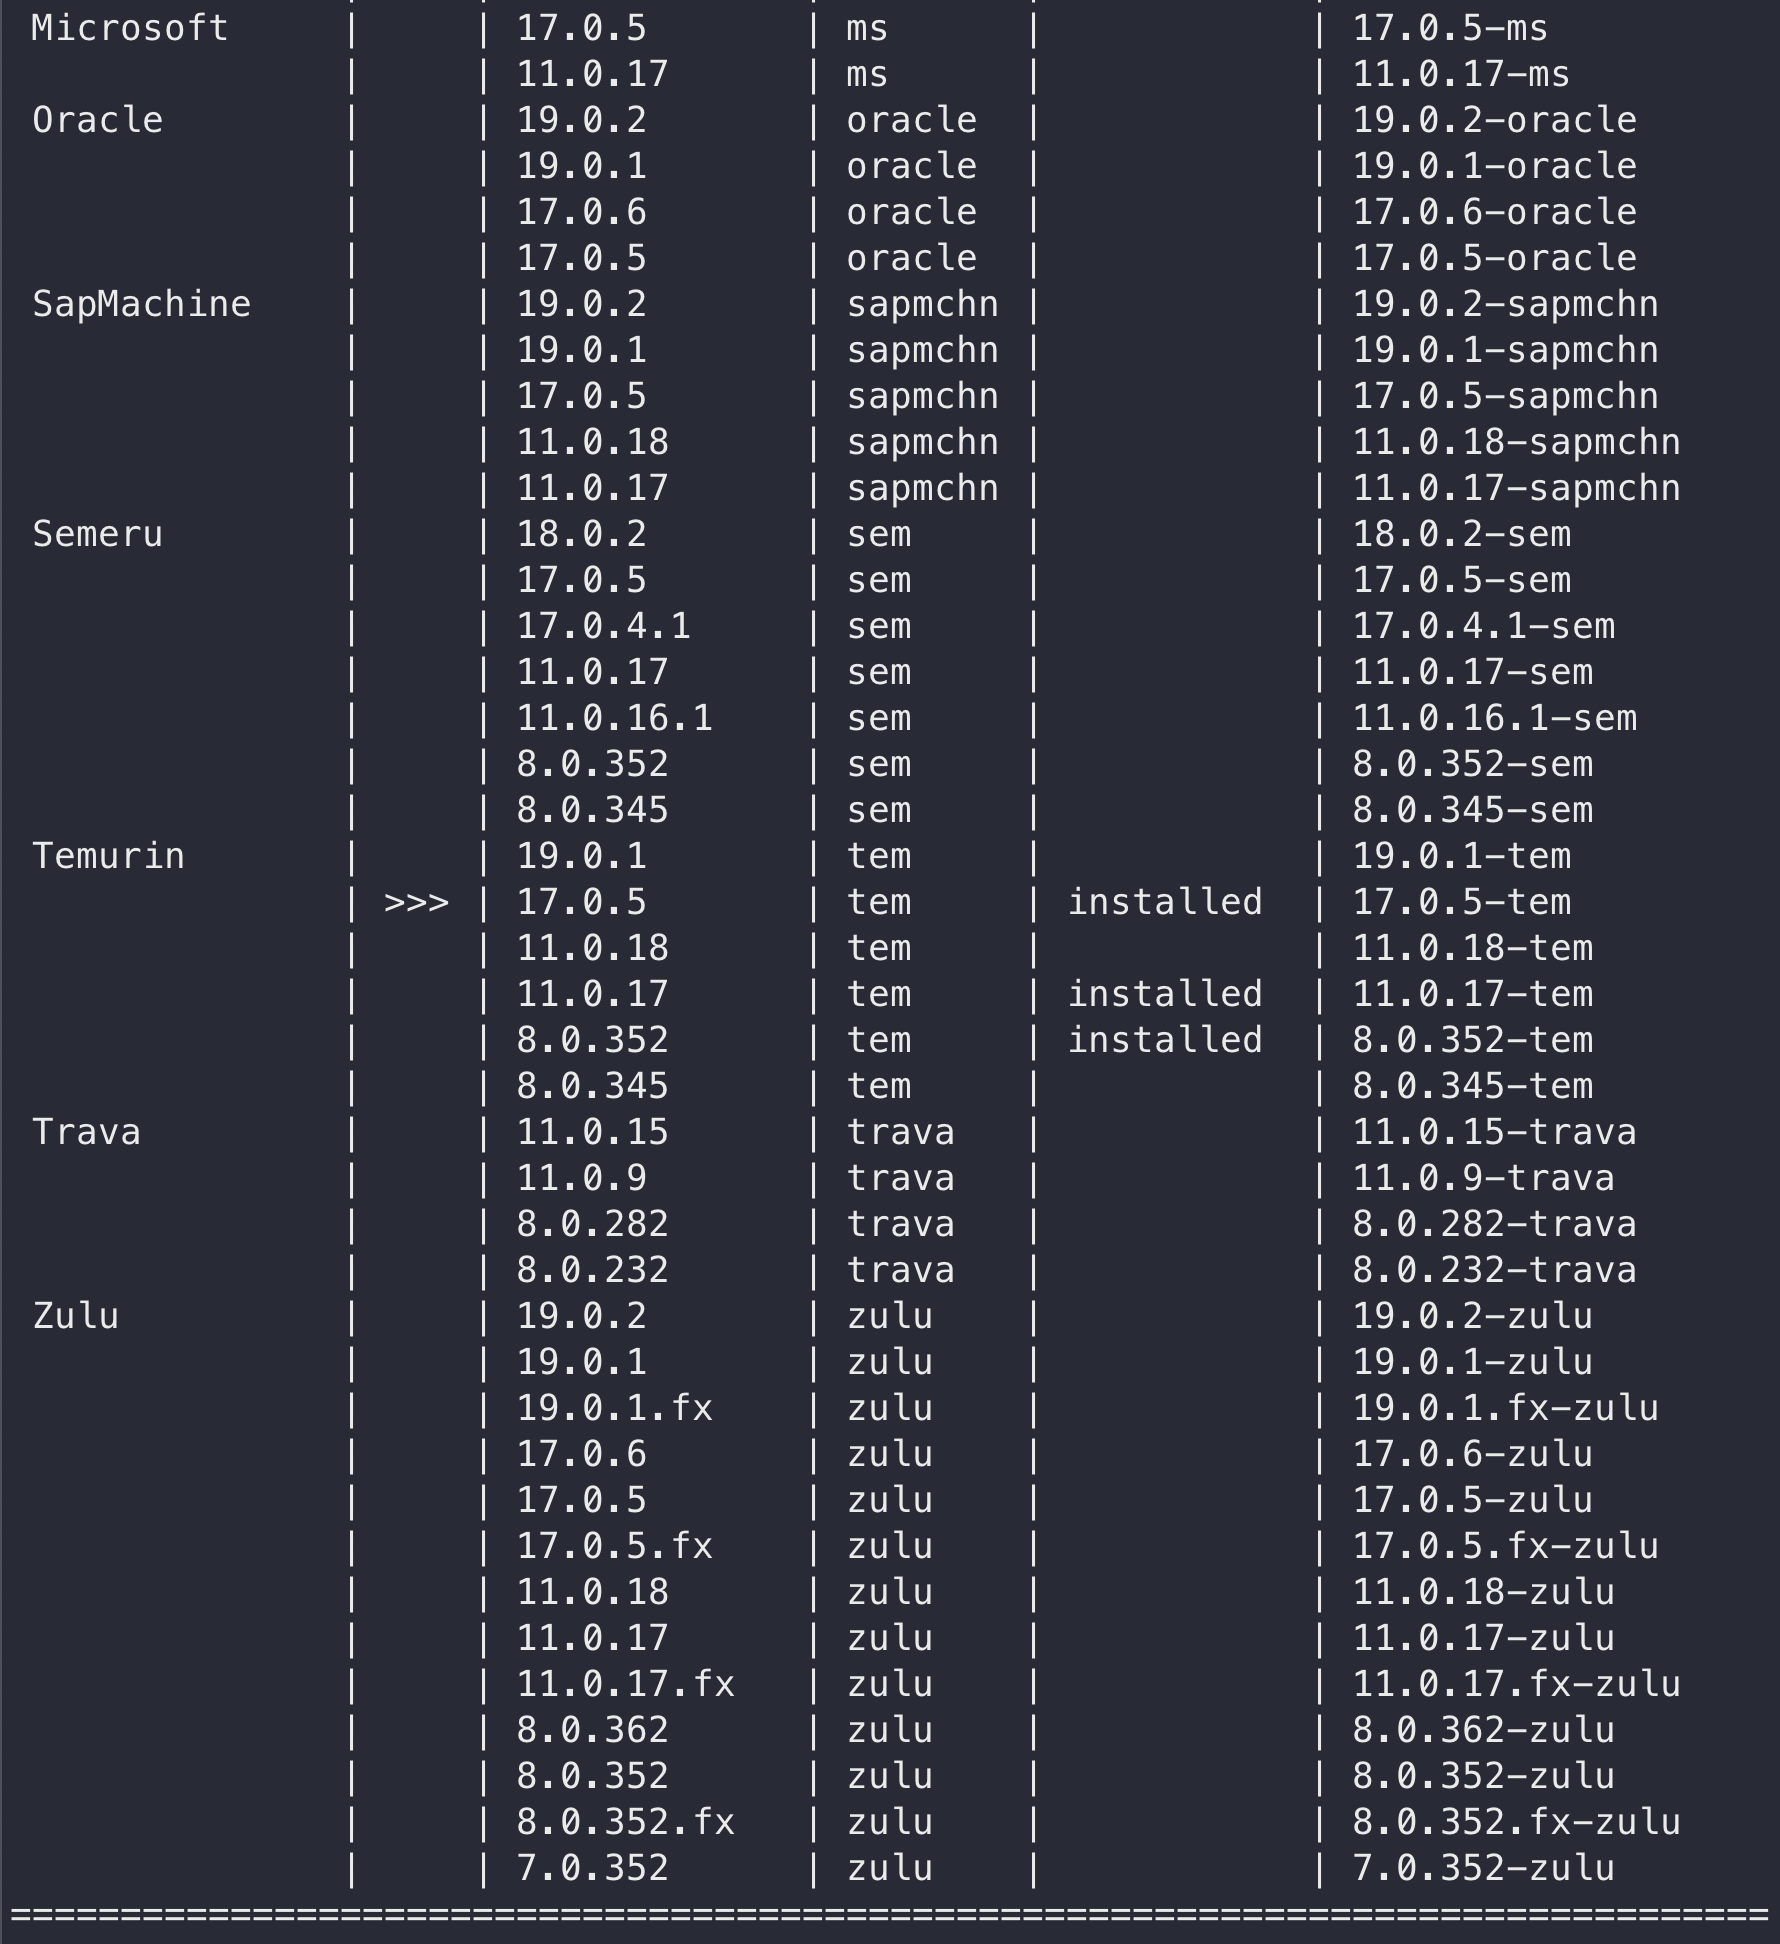 Microsoft | | 17.0.5 | ms | | 17.0.5-ms
| | 11.0.17 | ms | | 11.0.17-ms
Oracle | | 19.0.2 | oracle | | 19.0.2-oracle
| | 19.0.1 | oracle | | 19.0.1-oracle
| | 17.0.6 | oracle | | 17.0.6-oracle
| | 17.0.5 | oracle | | 17.0.5-oracle
SapMachine | | 19.0.2 | sapmchn | | 19.0.2-sapmchn
| | 19.0.1 | sapmchn | | 19.0.1-sapmchn
| | 17.0.5 | sapmchn | | 17.0.5-sapmchn
| | 11.0.18 | sapmchn | | 11.0.18-sapmchn
| | 11.0.17 | sapmchn | | 11.0.17-sapmchn
Semeru | | 18.0.2 | sem | | 18.0.2-sem
| | 17.0.5 | sem | | 17.0.5-sem
| | 17.0.4.1 | sem | | 17.0.4.1-sem
| | 11.0.17 | sem | | 11.0.17-sem
| | 11.0.16.1 | sem | | 11.0.16.1-sem
| | 8.0.352 | sem | | 8.0.352-sem
| | 8.0.345 | sem | | 8.0.345-sem
Temurin | | 19.0.1 | tem | | 19.0.1-tem
| >>> | 17.0.5 | tem | installed | 17.0.5-tem
| | 11.0.18 | tem | | 11.0.18-tem
| | 11.0.17 | tem | installed | 11.0.17-tem
| | 8.0.352 | tem | installed | 8.0.352-tem
| | 8.0.345 | tem | | 8.0.345-tem
Trava | | 11.0.15 | trava | | 11.0.15-trava
| | 11.0.9 | trava | | 11.0.9-trava
| | 8.0.282 | trava | | 8.0.282-trava
| | 8.0.232 | trava | | 8.0.232-trava
Zulu | | 19.0.2 | zulu | | 19.0.2-zulu
| | 19.0.1 | zulu | | 19.0.1-zulu
| | 19.0.1.fx | zulu | | 19.0.1.fx-zulu
| | 17.0.6 | zulu | | 17.0.6-zulu
| | 17.0.5 | zulu | | 17.0.5-zulu
| | 17.0.5.fx | zulu | | 17.0.5.fx-zulu
| | 11.0.18 | zulu | | 11.0.18-zulu
| | 11.0.17 | zulu | | 11.0.17-zulu
| | 11.0.17.fx | zulu | | 11.0.17.fx-zulu
| | 8.0.362 | zulu | | 8.0.362-zulu
| | 8.0.352 | zulu | | 8.0.352-zulu
| | 8.0.352.fx | zulu | | 8.0.352.fx-zulu
| | 7.0.352 | zulu | | 7.0.352-zulu
================================================================================